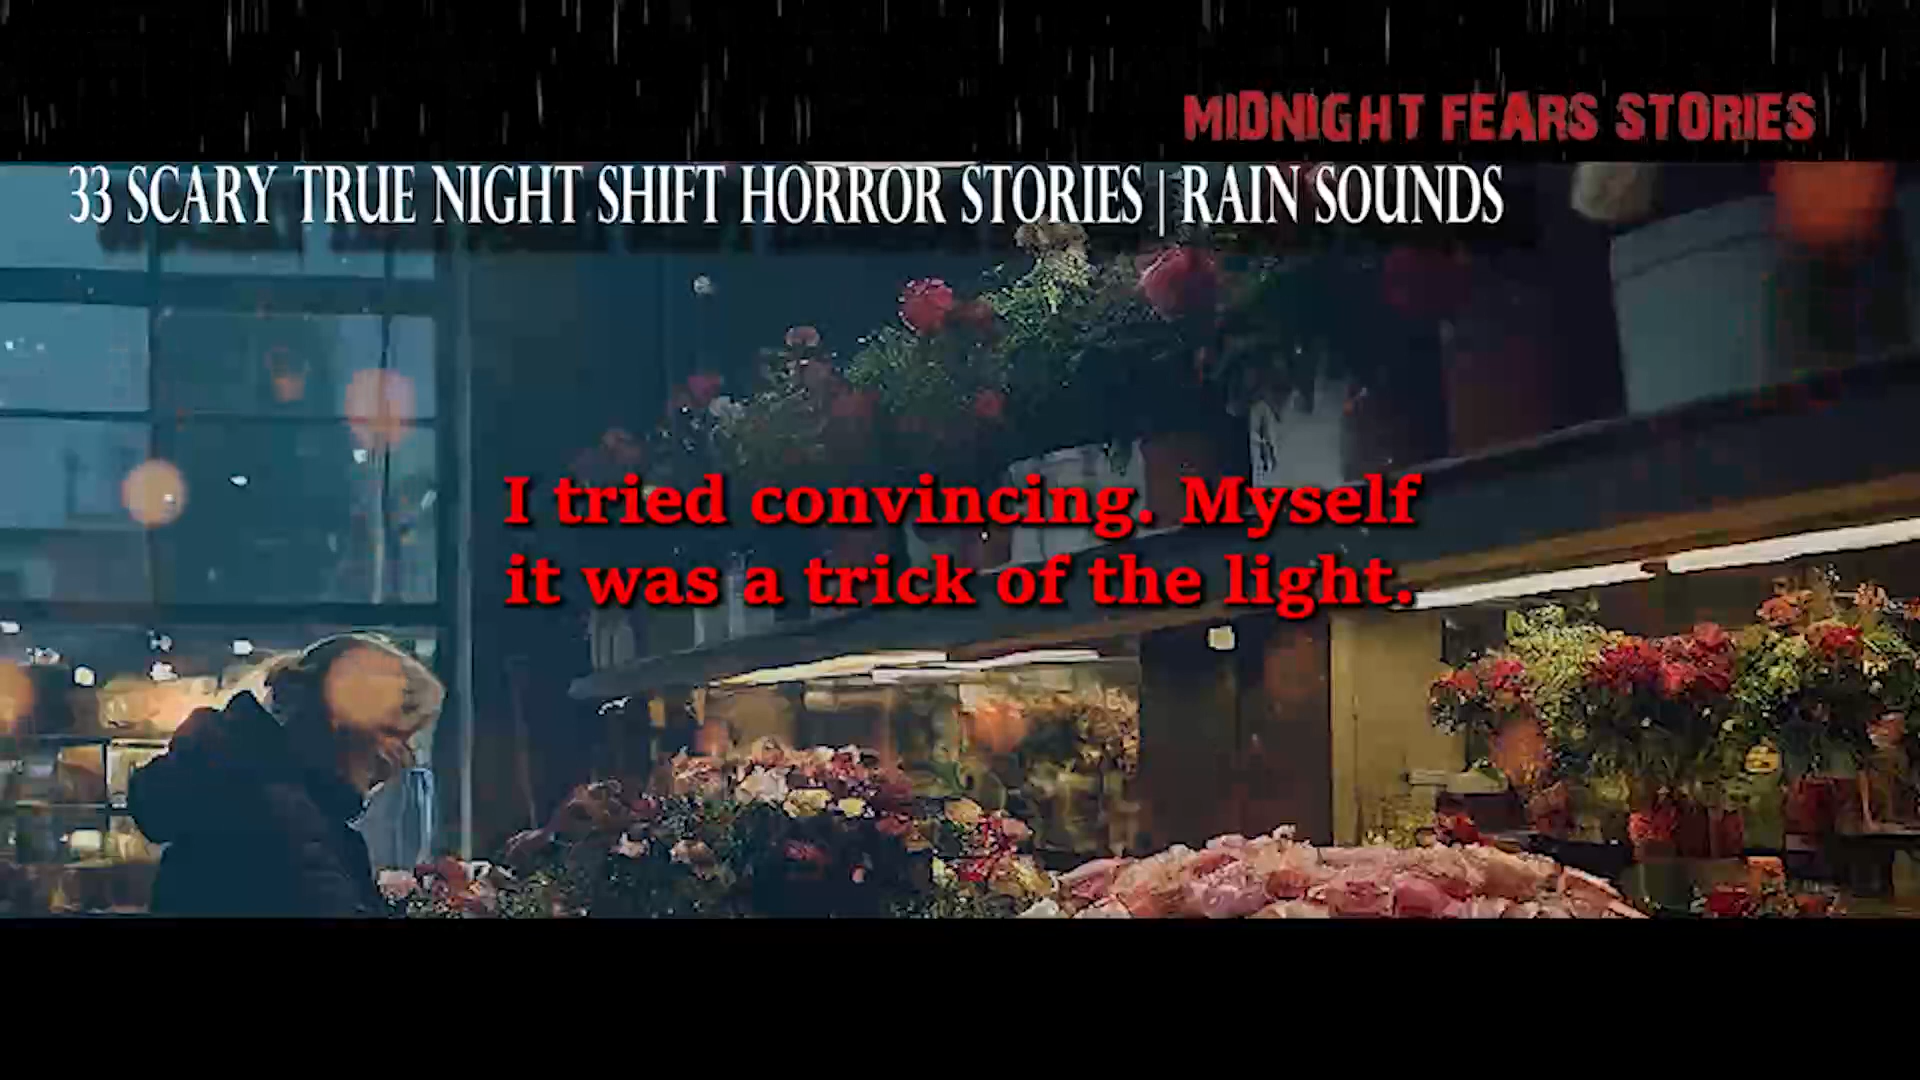 MIDNIGHT FEARS STORIES
33 SCARY TRUE NIGHT SHIFT HORROR STORIES | RAIN SOUNDS
I tried convincing. Myself
it was a trick of the light.